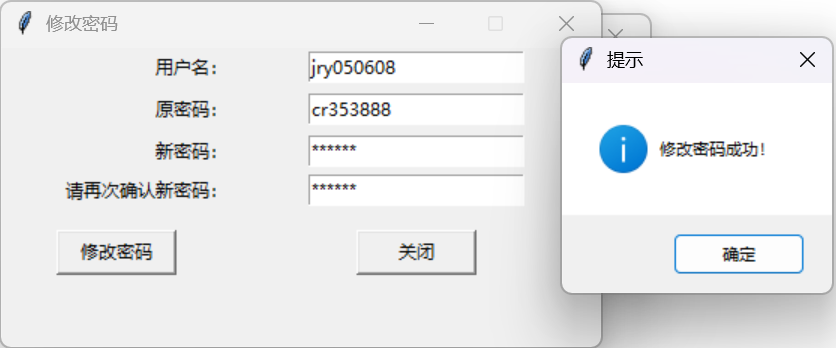 修改密码
提示
用户名：
jry050608
原密码：
cr353888
修改密码成功！
新密码：
******
请再次确认新密码：
******
修改密码
关闭
确定